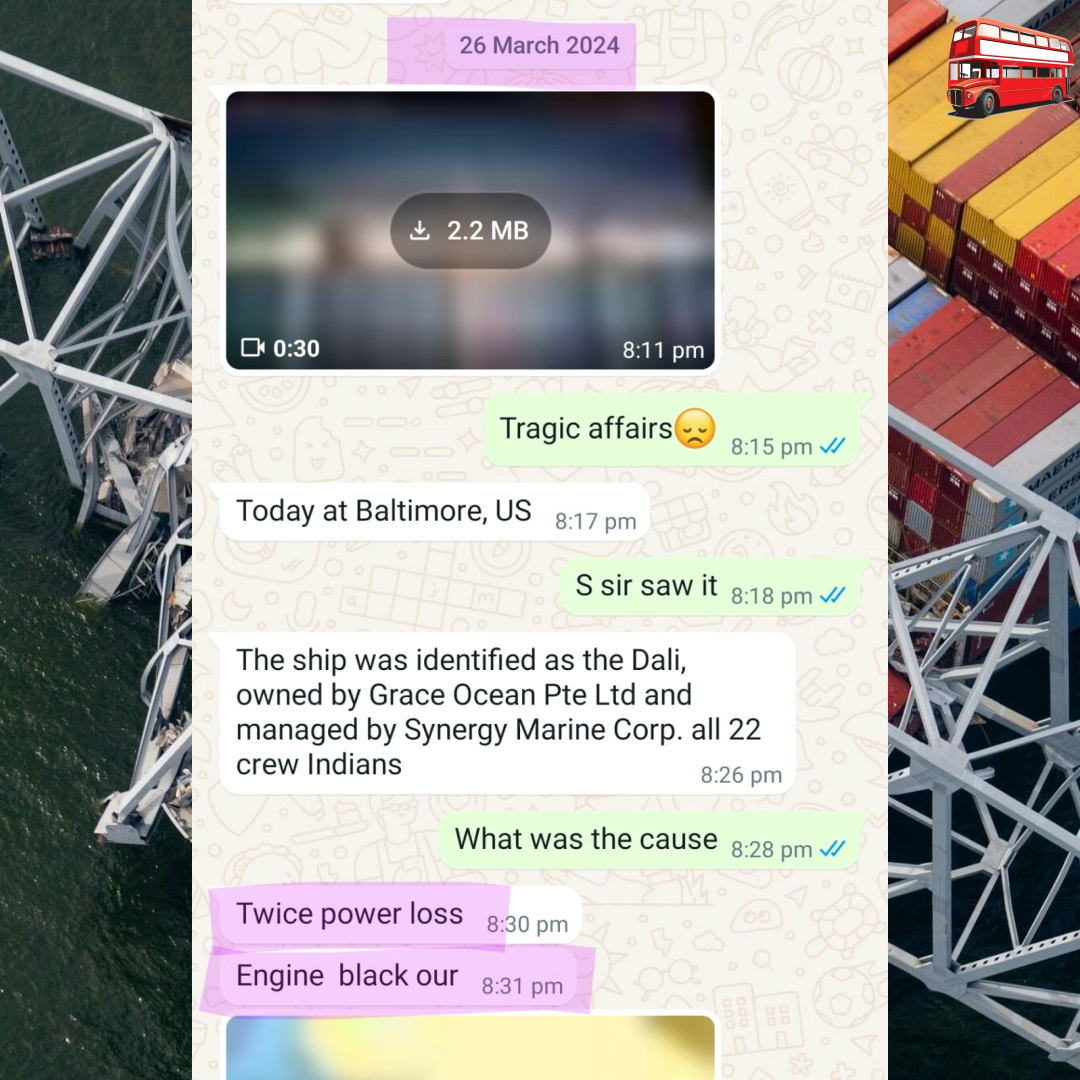 26 March 2024
2.2 MB
0:30
8:11 pm
Tragic affairs😞 8:15 pm
Today at Baltimore, US 8:17 pm
S sir saw it 8:18 pm
The ship was identified as the Dali,
owned by Grace Ocean Pte Ltd and
managed by Synergy Marine Corp. all 22
crew Indians 8:26 pm
What was the cause 8:28 pm
Twice power loss 8:30 pm
Engine black our 8:31 pm